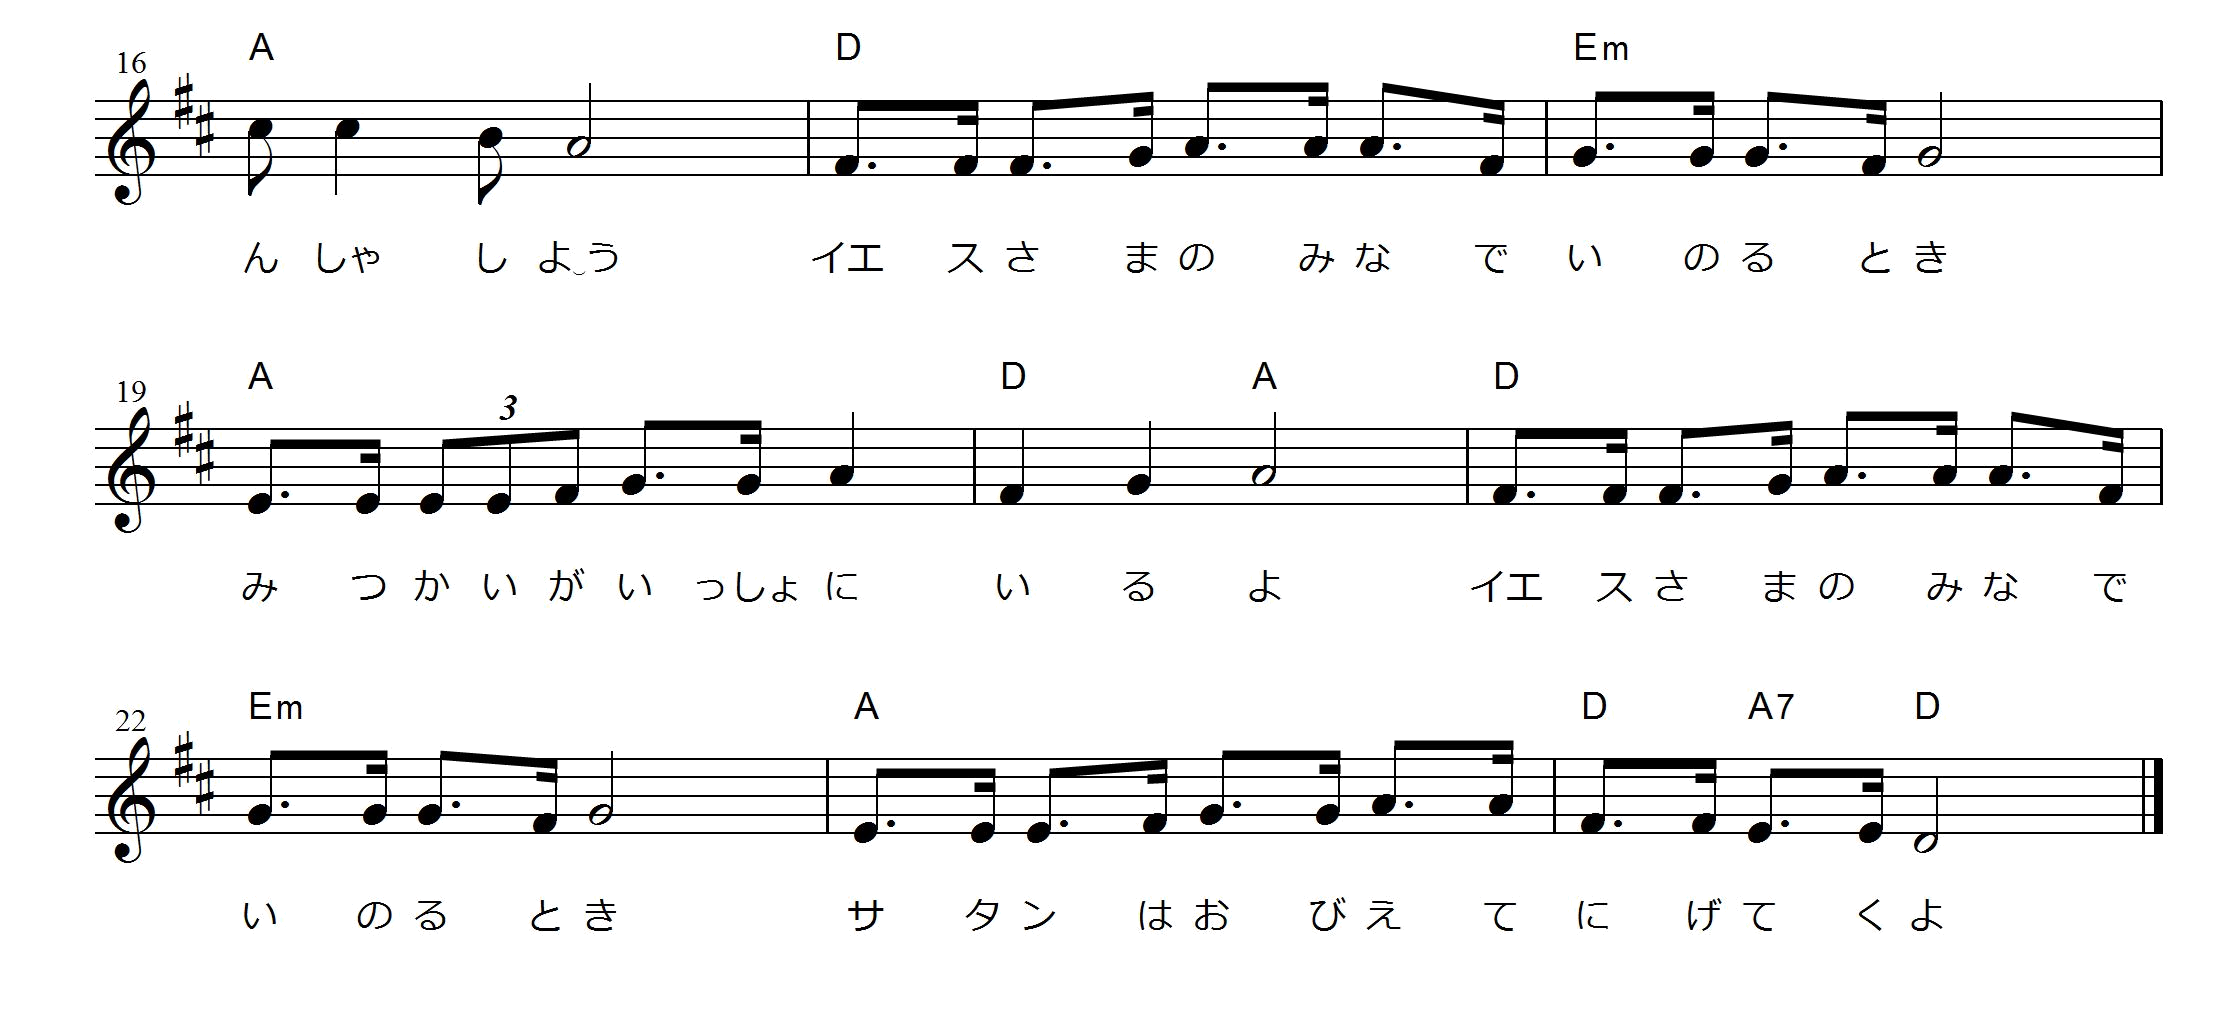 16 A D Em
んしゃしよう イエスさまのみなでいのるとき
3
19 A D A D
みつかいがいっしょにいるよ イエスさまのみなで
22 Em A D A7 D
いのるとき サタンはおびえてにげてくよ